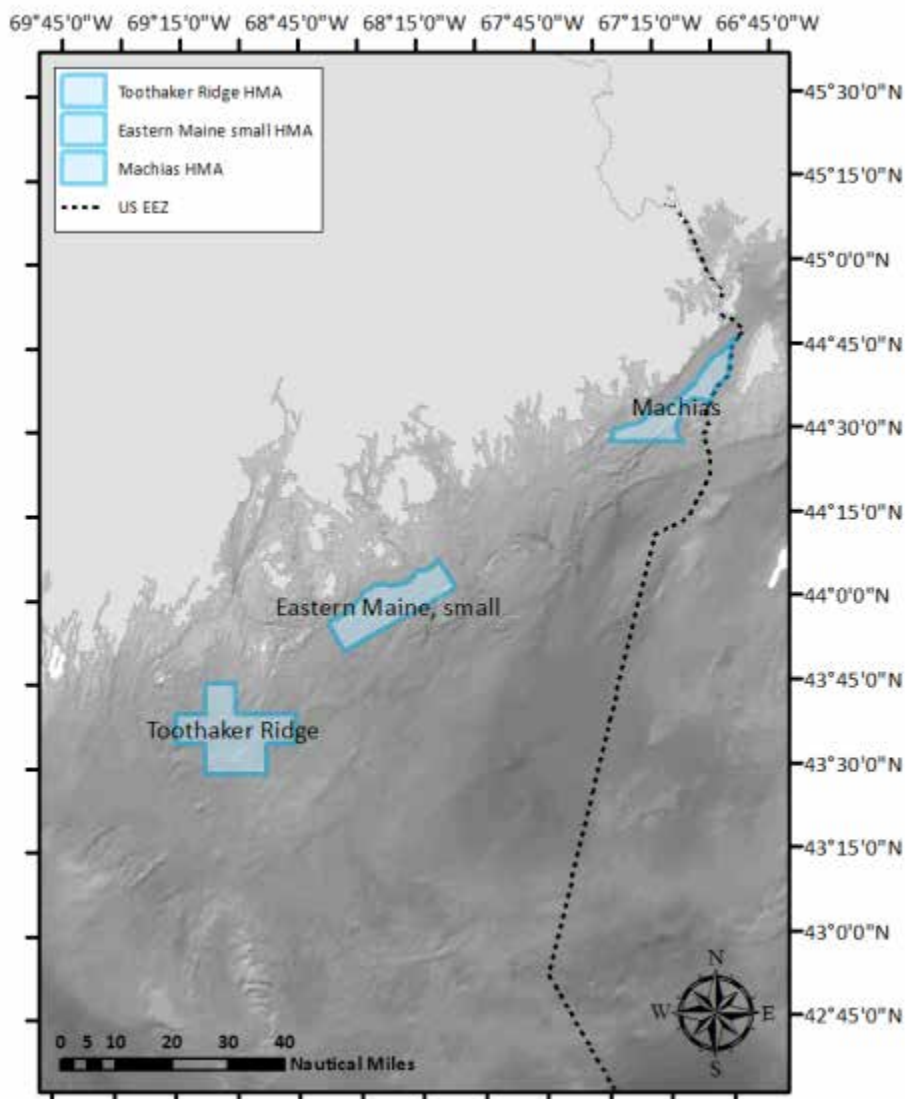 69°45'0"W 69°15'0"W 68°45'0"W 68°15'0"W 67°45'0"W 67°15'0"W 66°45'0"W
Toothaker Ridge HMA
Eastern Maine small HMA
Machias HMA
US EEZ
45°30'0"N
45°15'0"N
45°0'0"N
44°45'0"N
Machias
44°30'0"N
44°15'0"N
44°0'0"N
Eastern Maine, small
43°45'0"N
Toothaker Ridge
43°30'0"N
43°15'0"N
43°0'0"N
N
W E
S
42°45'0"N
0 5 10 20 30 40
Nautical Miles